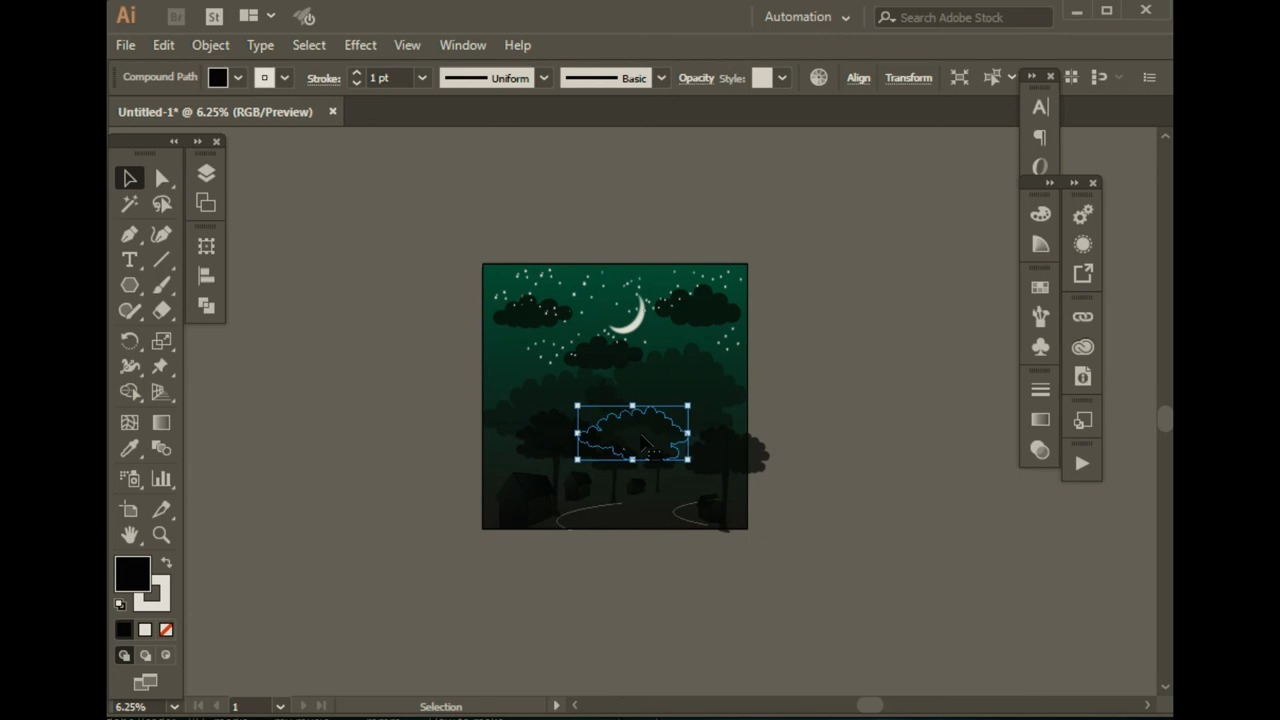 Ai Br St Automation Search Adobe Stock
File Edit Object Type Select Effect View Window Help
Compound Path Stroke: 1 pt Uniform Basic Opacity Style: Align Transform
Untitled-1* @ 6.25% (RGB/Preview)
6.25% 1 Selection